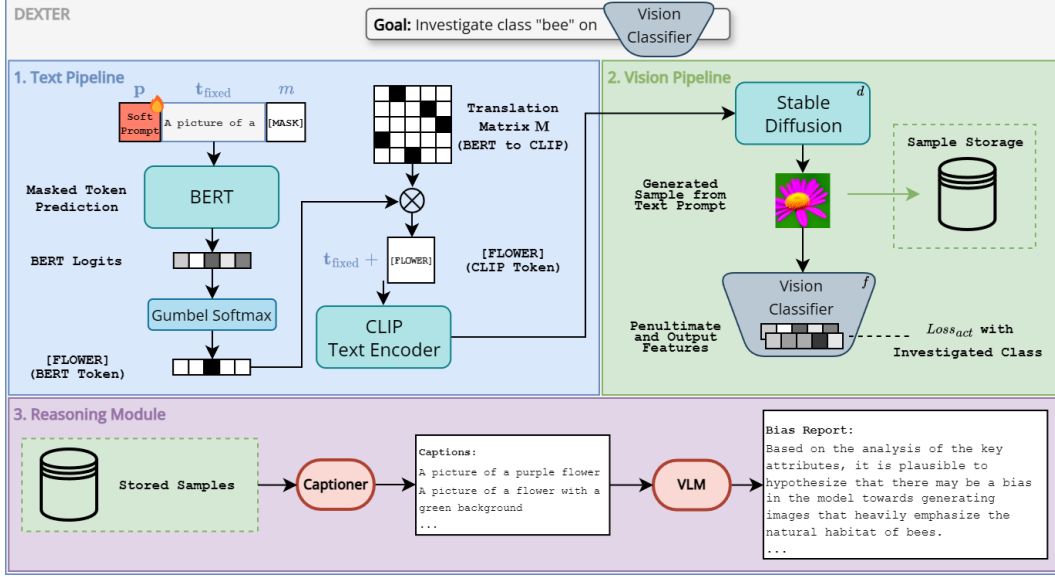 DEXTER
Goal: Investigate class "bee" on
Vision
Classifier
1. Text Pipeline
p
t_fixed
m
Soft
Prompt
A picture of a
[MASK]
Masked Token
Prediction
BERT
BERT Logits
Gumbel Softmax
[FLOWER]
(BERT Token)
Translation
Matrix M
(BERT to CLIP)
t_fixed +
[FLOWER]
[FLOWER]
(CLIP Token)
CLIP
Text Encoder
2. Vision Pipeline
d
Stable
Diffusion
Sample Storage
Generated
Sample from
Text Prompt
f
Vision
Classifier
Penultimate
and Output
Features
Loss_act with
Investigated Class
3. Reasoning Module
Stored Samples
Captioner
Captions:
A picture of a purple flower
A picture of a flower with a
green background
...
VLM
Bias Report:
Based on the analysis of the key
attributes, it is plausible to
hypothesize that there may be a bias
in the model towards generating
images that heavily emphasize the
natural habitat of bees.
...